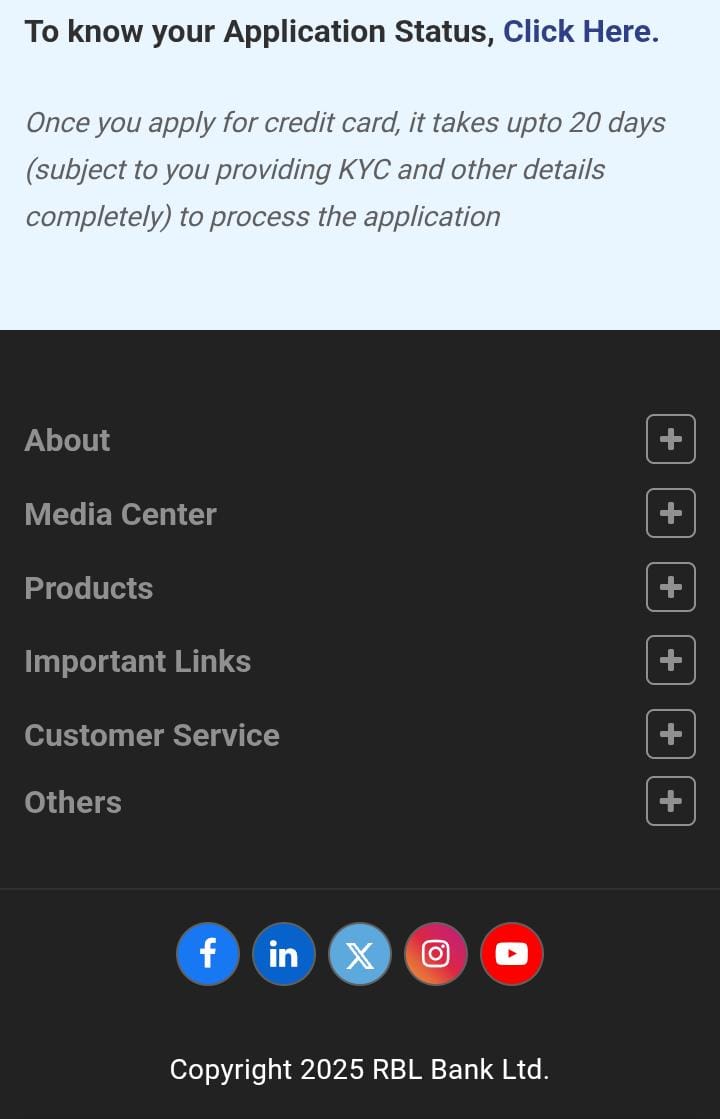 To know your Application Status, Click Here.
Once you apply for credit card, it takes upto 20 days
(subject to you providing KYC and other details
completely) to process the application
About
Media Center
Products
Important Links
Customer Service
Others
Copyright 2025 RBL Bank Ltd.